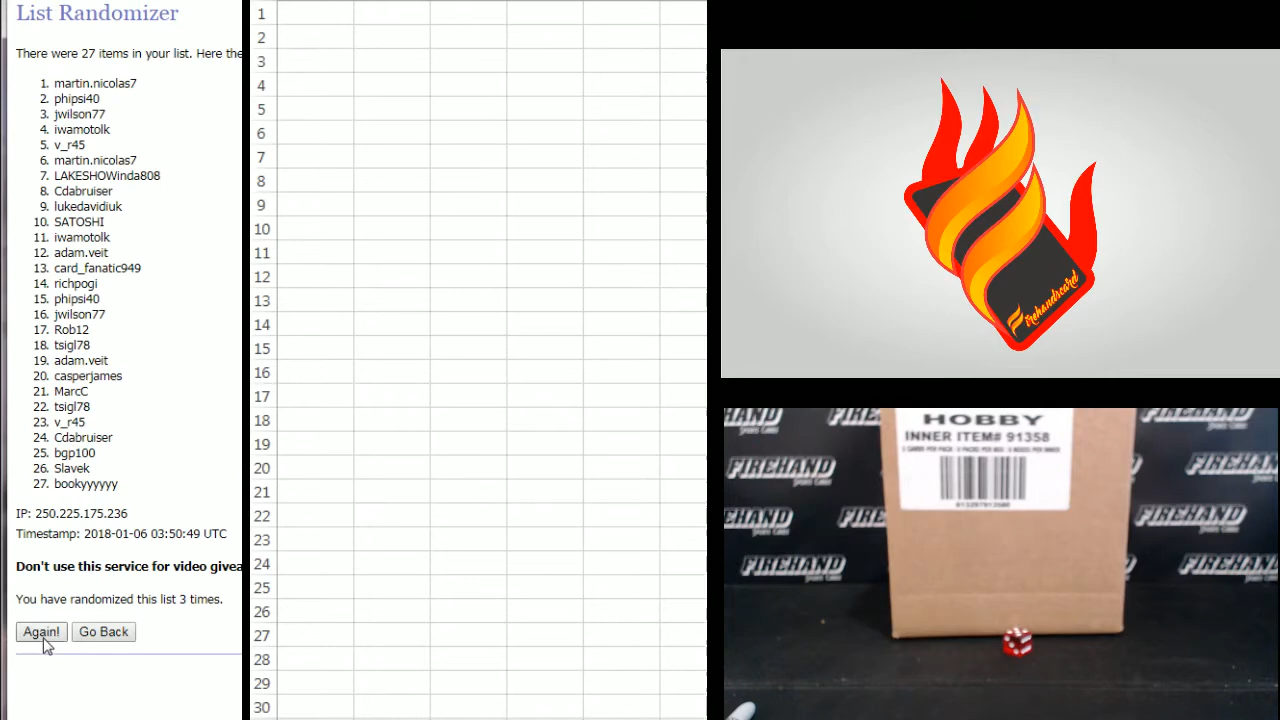 List Randomizer
There were 27 items in your list. Here the
1. martin.nicolas7
2. phipsi40
3. jwilson77
4. iwamotolk
5. v_r45
6. martin.nicolas7
7. LAKESHOWinda808
8. Cdabruiser
9. lukedavidiuk
10. SATOSHI
11. iwamotolk
12. adam.veit
13. card_fanatic949
14. richpogi
15. phipsi40
16. jwilson77
17. Rob12
18. tsigl78
19. adam.veit
20. casperjames
21. MarcC
22. tsigl78
23. v_r45
24. Cdabruiser
25. bgp100
26. Slavek
27. bookyyyyyy
IP: 250.225.175.236
Timestamp: 2018-01-06 03:50:49 UTC
Don't use this service for video givea
You have randomized this list 3 times.
Again! Go Back
1
2
3
4
5
6
7
8
9
10
11
12
13
14
15
16
17
18
19
20
21
22
23
24
25
26
27
28
29
30
Firehandscard
HOBBY
INNER ITEM# 91358
FIREHAND
FIREHAND
FIREHAND
FIREHAND
FIREHAND